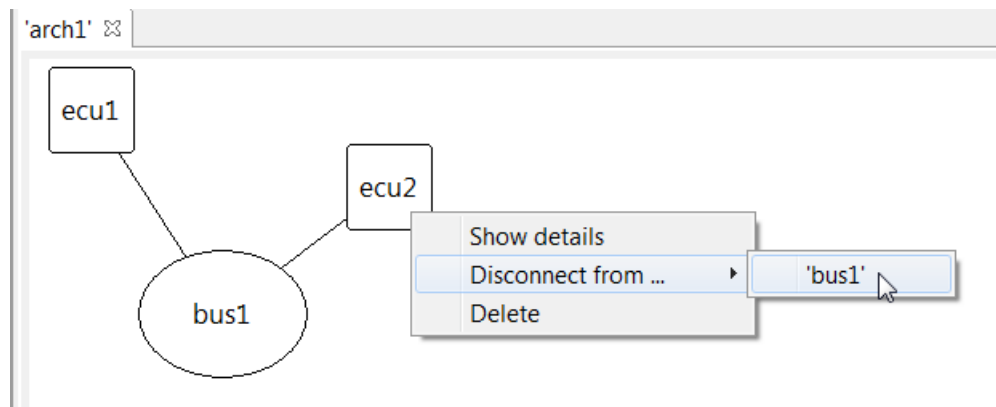 'arch1'
ecu1
ecu2
Show details
Disconnect from ...
'bus1'
bus1
Delete